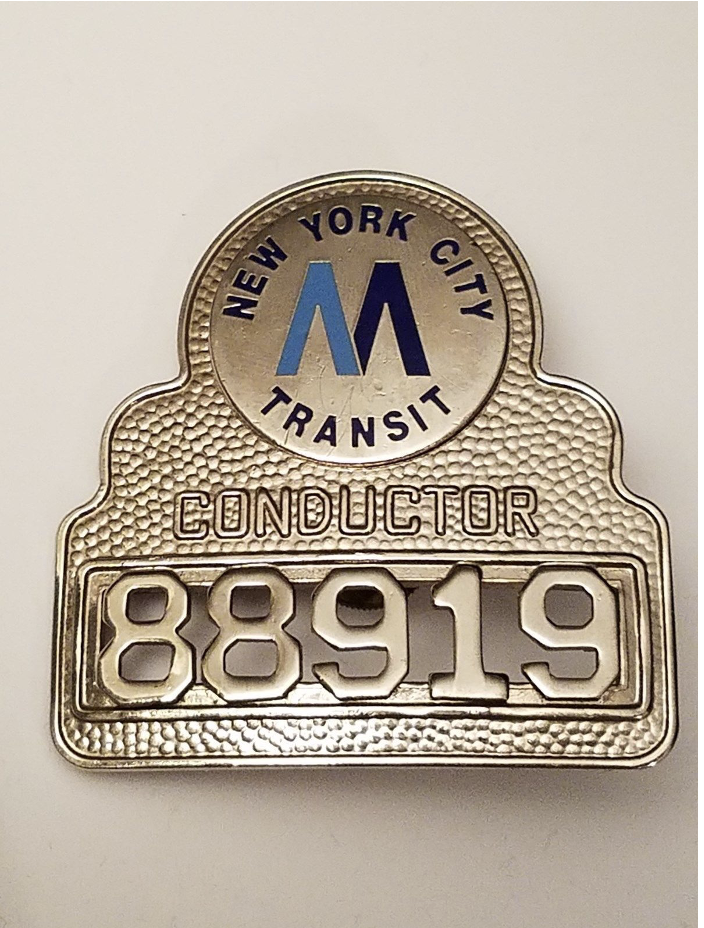 NEW YORK CITY
M
TRANSIT
CONDUCTOR
88919